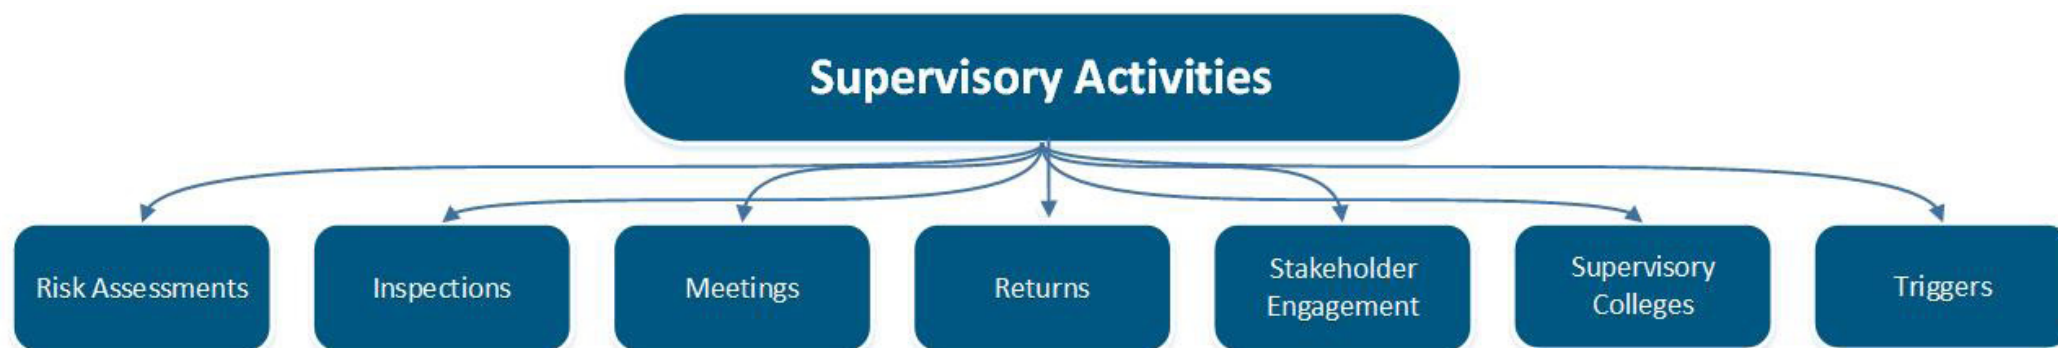 Supervisory Activities
Risk Assessments
Inspections
Meetings
Returns
Stakeholder
Engagement
Supervisory
Colleges
Triggers